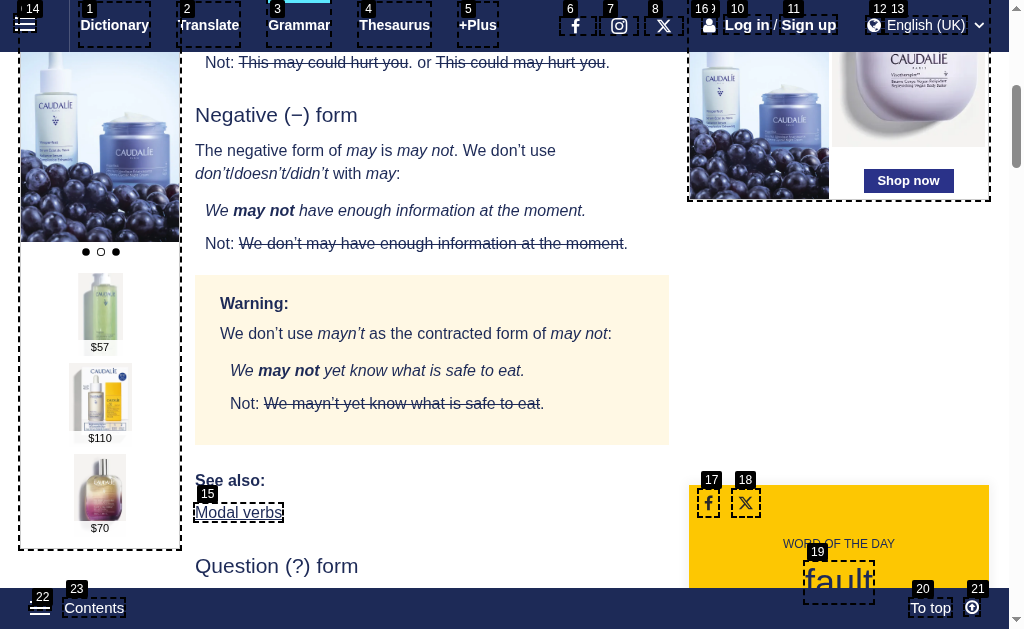 14 1 2 3 4 5 6 7 8 16 9 10 11 12 13
Dictionary Translate Grammar Thesaurus +Plus Log in / Sign up English (UK)
Not: This may could hurt you. or This could may hurt you.
Negative (−) form
The negative form of may is may not. We don’t use
don’t/doesn’t/didn’t with may:
We may not have enough information at the moment.
Not: We don’t may have enough information at the moment.
Warning:
We don’t use mayn’t as the contracted form of may not:
We may not yet know what is safe to eat.
Not: We mayn’t yet know what is safe to eat.
See also:
15
Modal verbs
Question (?) form
CAUDALIE
CAUDALIE
$57
CAUDALIE
$110
$70
CAUDALIE
CAUDALIE
CAUDALIE
PARIS
Shop now
17 18
WORD OF THE DAY
19
fault
22 23 20 21
Contents To top